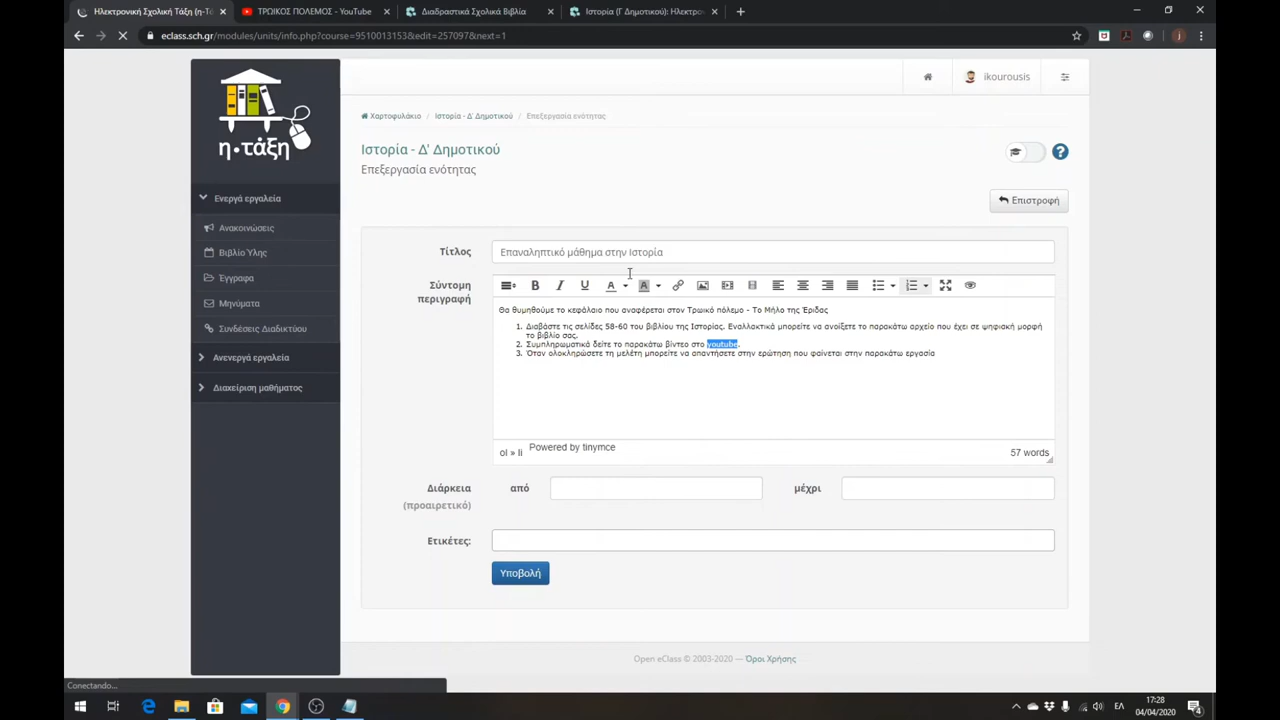 Ηλεκτρονική Σχολική Τάξη (η-Τά
ΤΡΩΙΚΟΣ ΠΟΛΕΜΟΣ - YouTube
Διαδραστικά Σχολικά Βιβλία
Ιστορία (Γ Δημοτικού): Ηλεκτρο
eclass.sch.gr/modules/units/info.php?course=9510013153&edit=257097&next=1
η·τάξη
ikourousis
Χαρτοφυλάκιο / Ιστορία - Δ' Δημοτικού / Επεξεργασία ενότητας
Ιστορία - Δ' Δημοτικού
Επεξεργασία ενότητας
Επιστροφή
Ενεργά εργαλεία
Ανακοινώσεις
Βιβλίο Ύλης
Έγγραφα
Μηνύματα
Συνδέσεις Διαδικτύου
Ανενεργά εργαλεία
Διαχείριση μαθήματος
Τίτλος
Επαναληπτικό μάθημα στην Ιστορία
Σύντομη
περιγραφή
Θα θυμηθούμε το κεφάλαιο που αναφέρεται στον Τρωικό πόλεμο - Το Μήλο της Έριδας
1. Διαβάστε τις σελίδες 58-60 του βιβλίου της Ιστορίας. Εναλλακτικά μπορείτε να ανοίξετε το παρακάτω αρχείο που έχει σε ψηφιακή μορφή
το βιβλίο σας.
2. Συμπληρωματικά δείτε το παρακάτω βίντεο στο youtube.
3. Όταν ολοκληρώσετε τη μελέτη μπορείτε να απαντήσετε στην ερώτηση που φαίνεται στην παρακάτω εργασία
ol » li
Powered by tinymce
57 words
Διάρκεια
(προαιρετικό)
από
μέχρι
Ετικέτες:
Υποβολή
Open eClass © 2003-2020 — Όροι Χρήσης
Conectando...
ΕΛ
17:28
04/04/2020
4